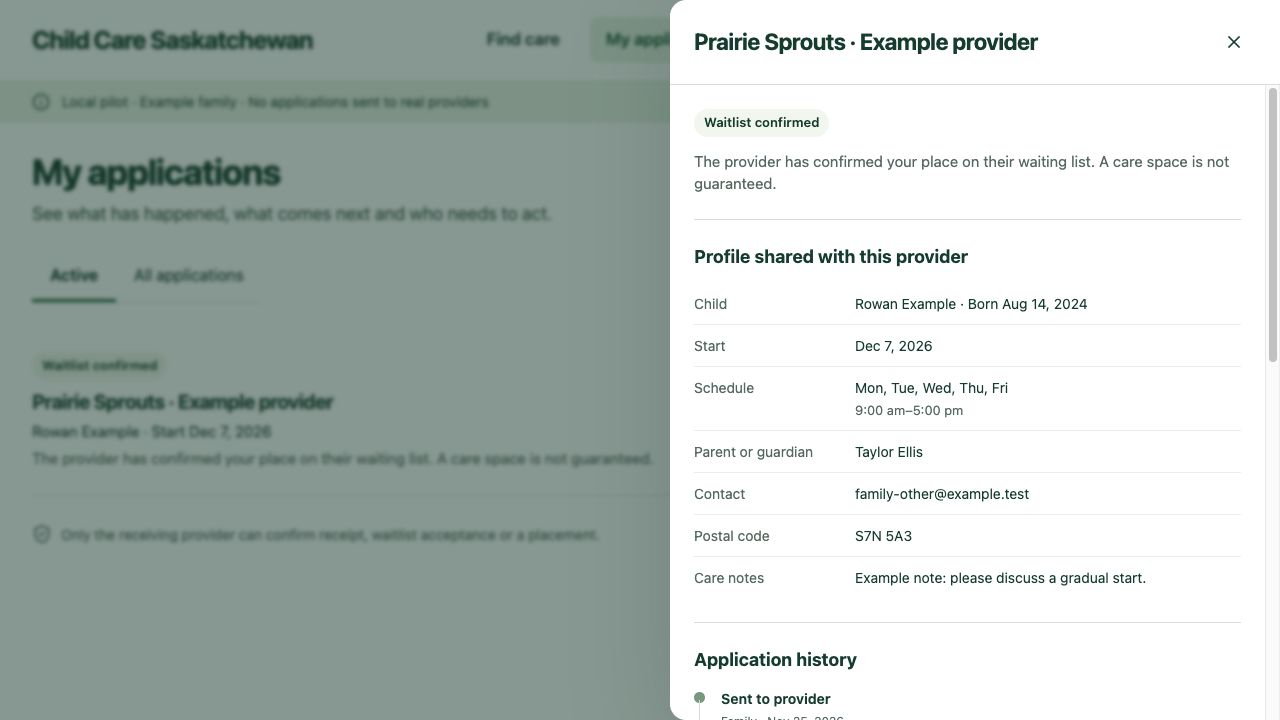 Child Care Saskatchewan
Find care
My appli
Local pilot · Example family · No applications sent to real providers
My applications
See what has happened, what comes next and who needs to act.
Active
All applications
Waitlist confirmed
Prairie Sprouts · Example provider
Rowan Example · Start Dec 7, 2026
The provider has confirmed your place on their waiting list. A care space is not guaranteed.
Only the receiving provider can confirm receipt, waitlist acceptance or a placement.
Prairie Sprouts · Example provider
Waitlist confirmed
The provider has confirmed your place on their waiting list. A care space is not
guaranteed.
Profile shared with this provider
Child Rowan Example · Born Aug 14, 2024
Start Dec 7, 2026
Schedule Mon, Tue, Wed, Thu, Fri
9:00 am–5:00 pm
Parent or guardian Taylor Ellis
Contact family-other@example.test
Postal code S7N 5A3
Care notes Example note: please discuss a gradual start.
Application history
Sent to provider
Family · Nov 25, 2026